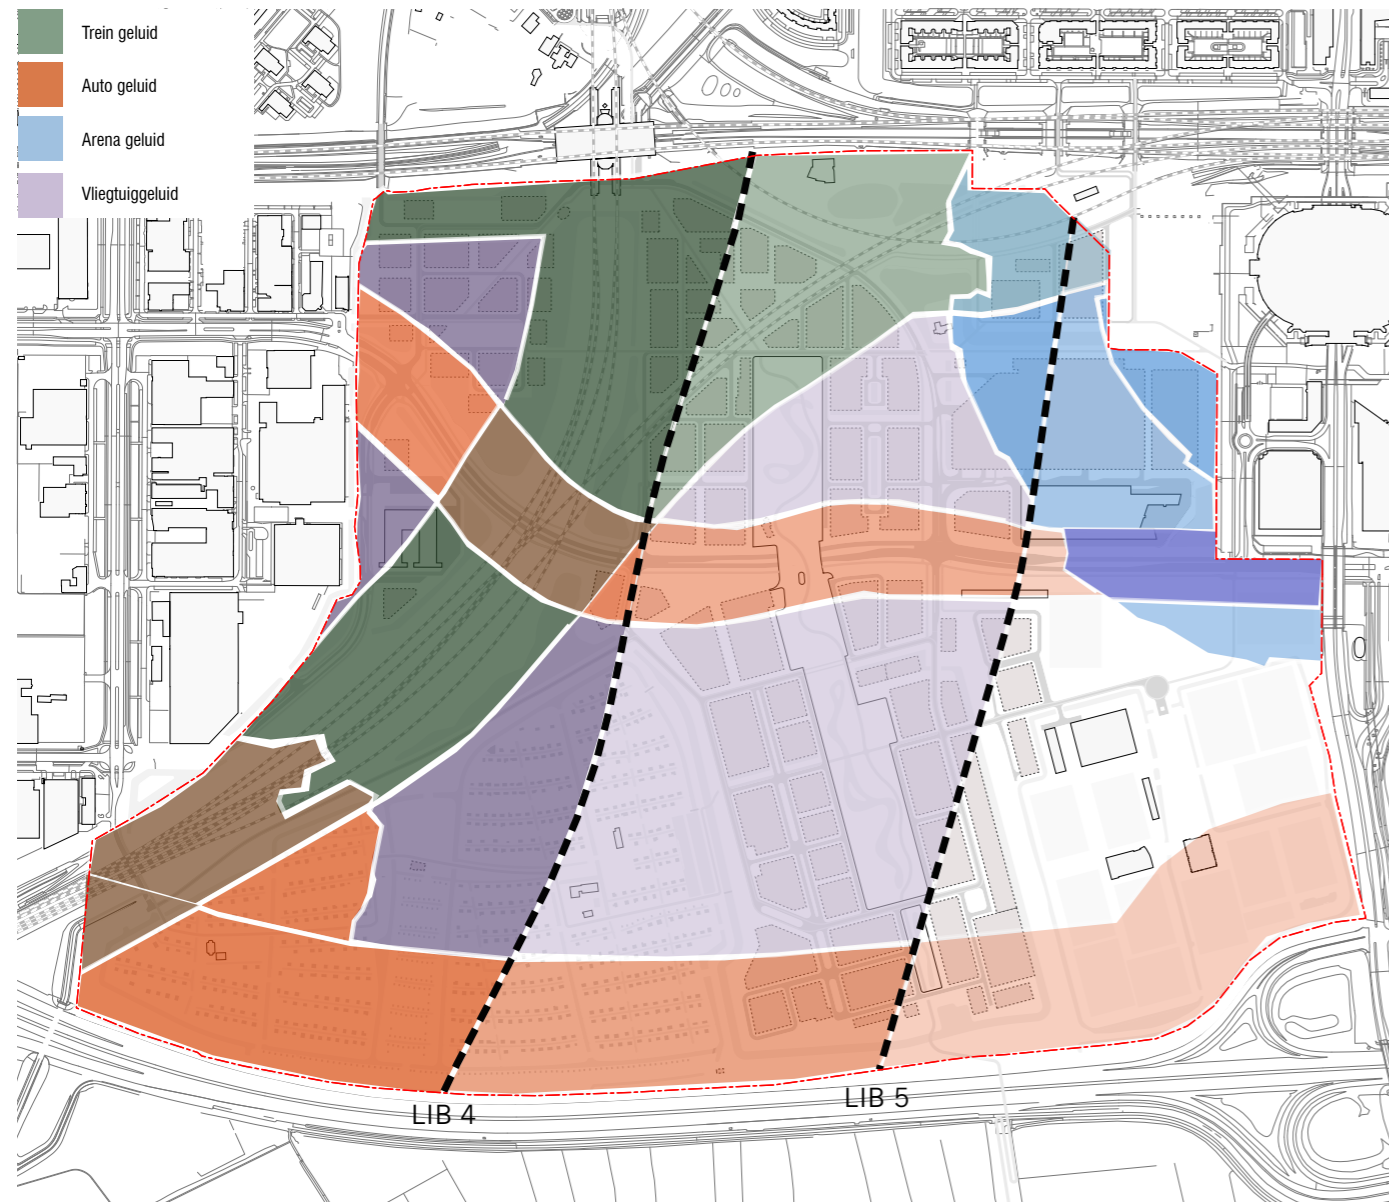 Trein geluid
Auto geluid
Arena geluid
Vliegtuiggeluid
LIB 4
LIB 5